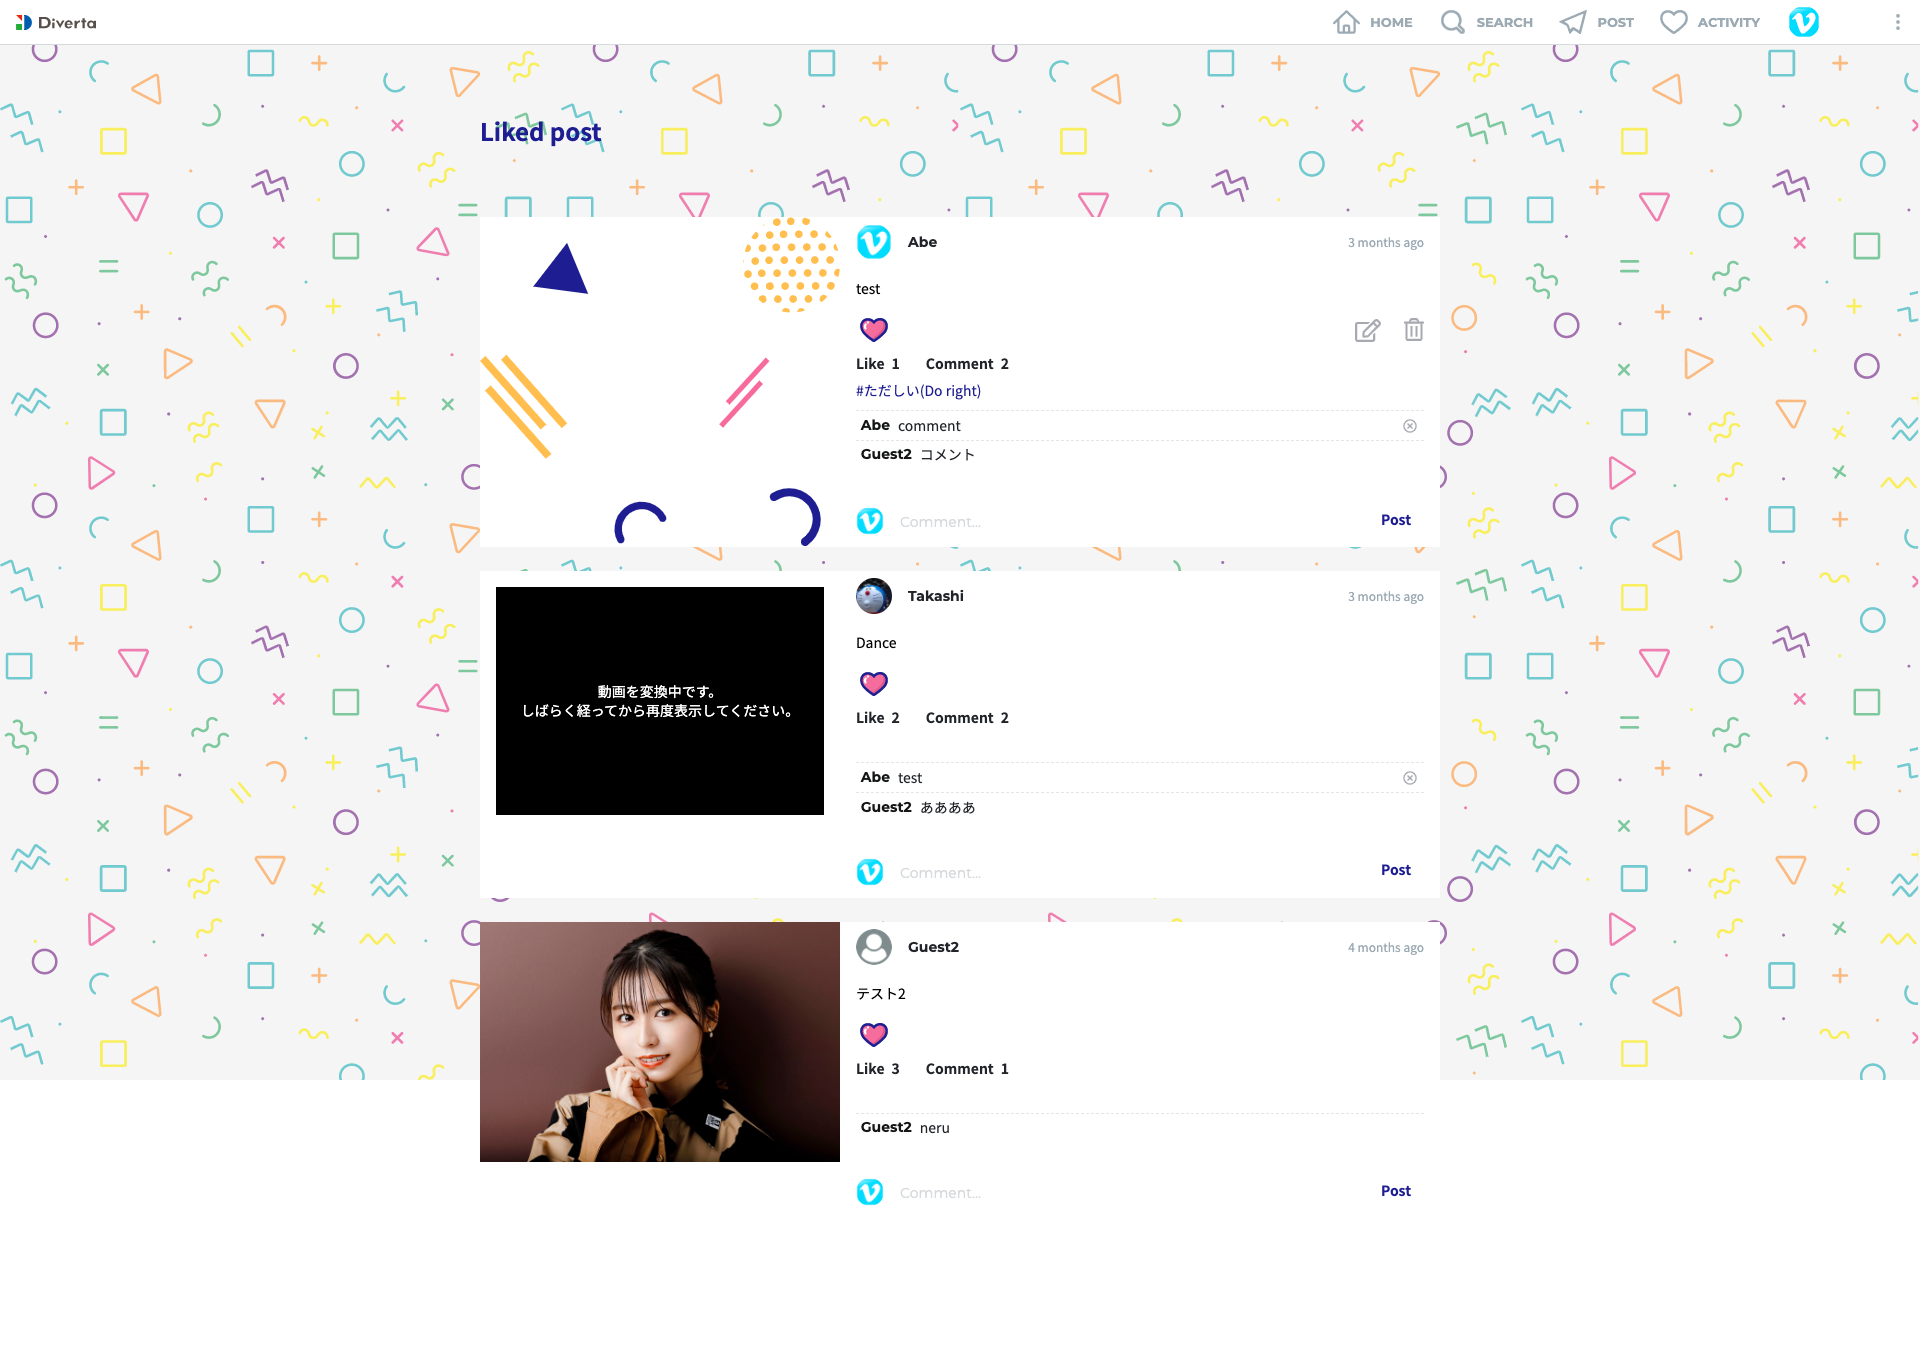 Diverta
HOME
SEARCH
POST
ACTIVITY
Liked post
Abe
3 months ago
test
Like 1 Comment 2
#ただしい(Do right)
Abe comment
Guest2 コメント
Comment...
Post
動画を変換中です。
しばらく経ってから再度表示してください。
Takashi
3 months ago
Dance
Like 2 Comment 2
Abe test
Guest2 ああああ
Comment...
Post
Guest2
4 months ago
テスト2
Like 3 Comment 1
Guest2 neru
Comment...
Post